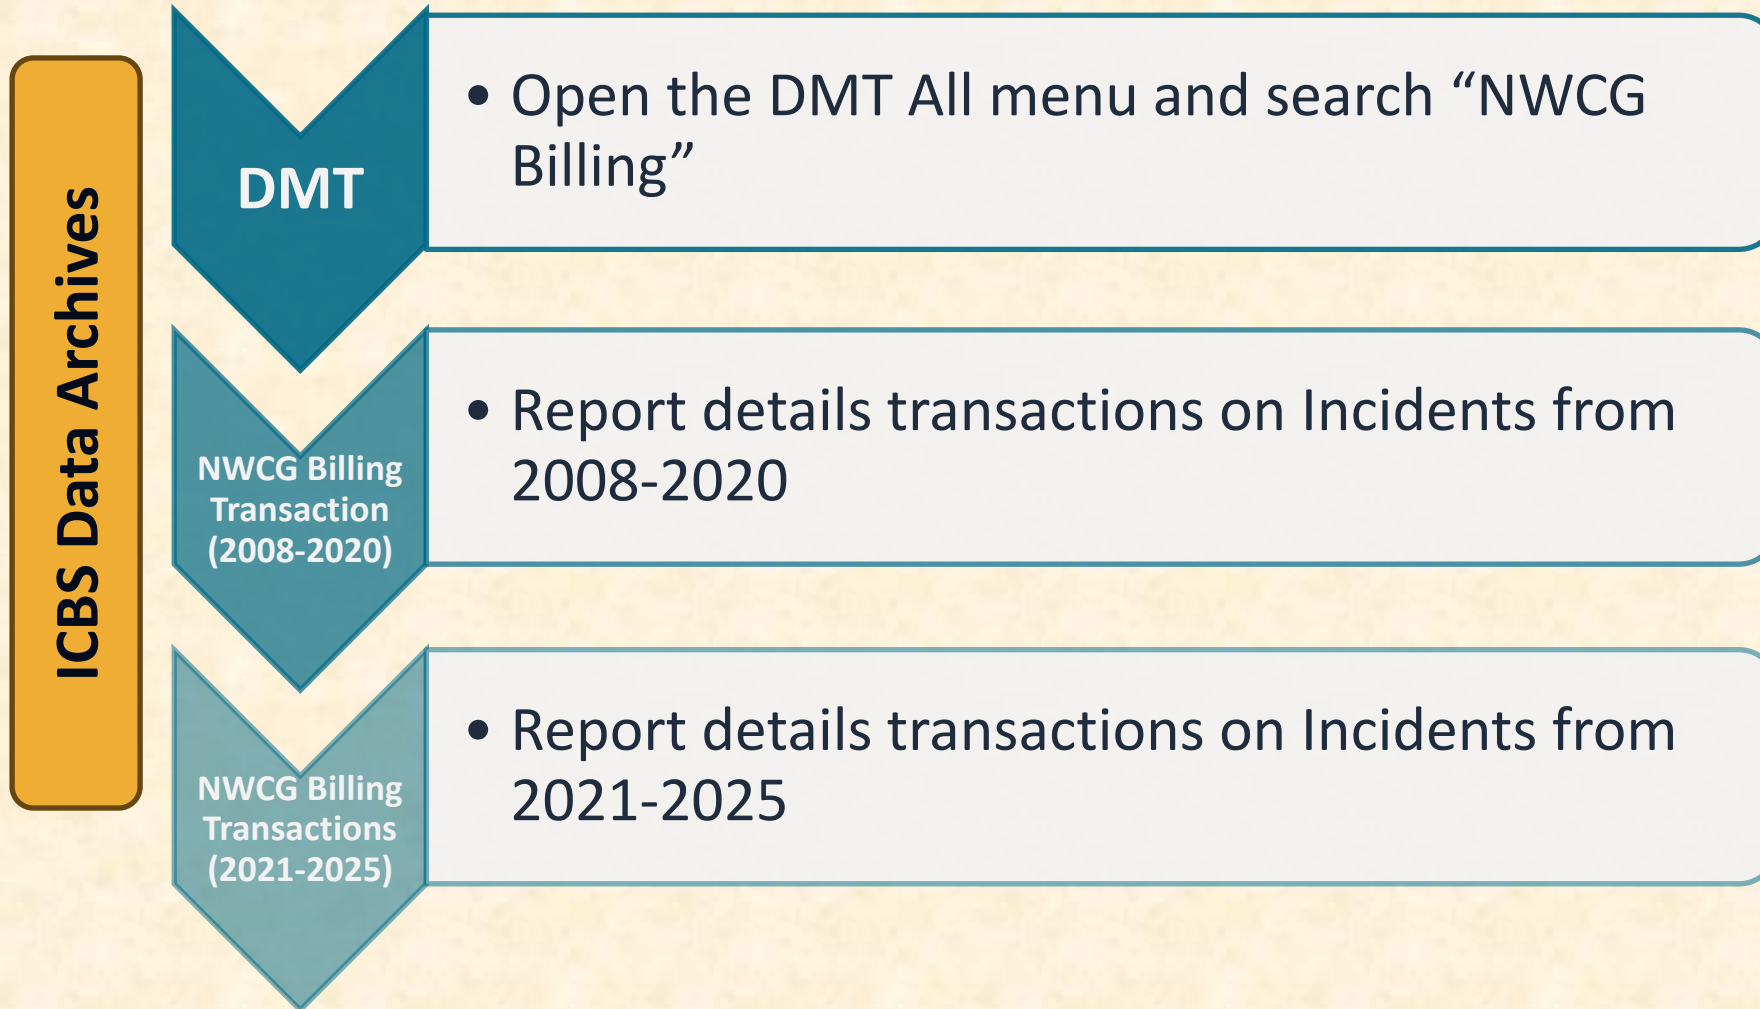 ICBS Data Archives
DMT
• Open the DMT All menu and search “NWCG
Billing”
NWCG Billing
Transaction
(2008-2020)
• Report details transactions on Incidents from
2008-2020
NWCG Billing
Transactions
(2021-2025)
• Report details transactions on Incidents from
2021-2025